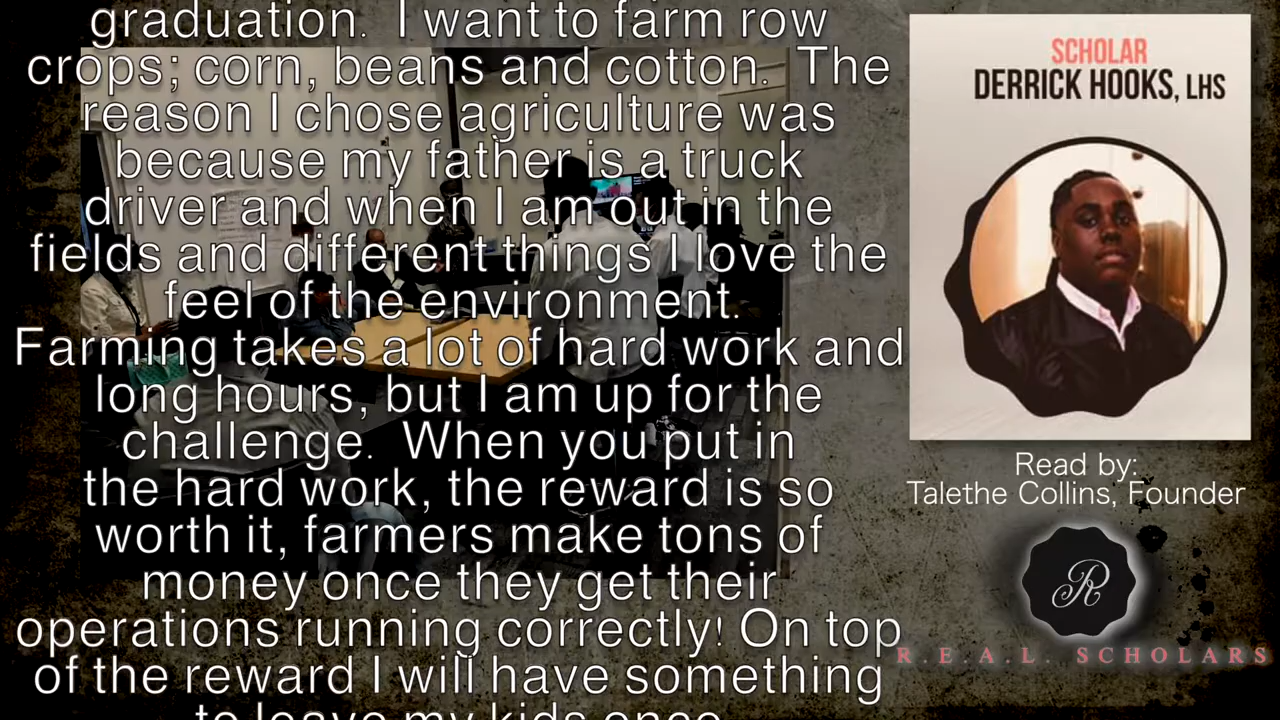 graduation. I want to farm row
crops; corn, beans and cotton. The
reason I chose agriculture was
because my father is a truck
driver and when I am out in the
fields and different things I love the
feel of the environment.
Farming takes a lot of hard work and
long hours, but I am up for the
challenge. When you put in
the hard work, the reward is so
worth it, farmers make tons of
money once they get their
operations running correctly! On top
of the reward I will have something
to leave my kids once
SCHOLAR
DERRICK HOOKS, LHS
Read by:
Talethe Collins, Founder
R
R.E.A.L. SCHOLARS